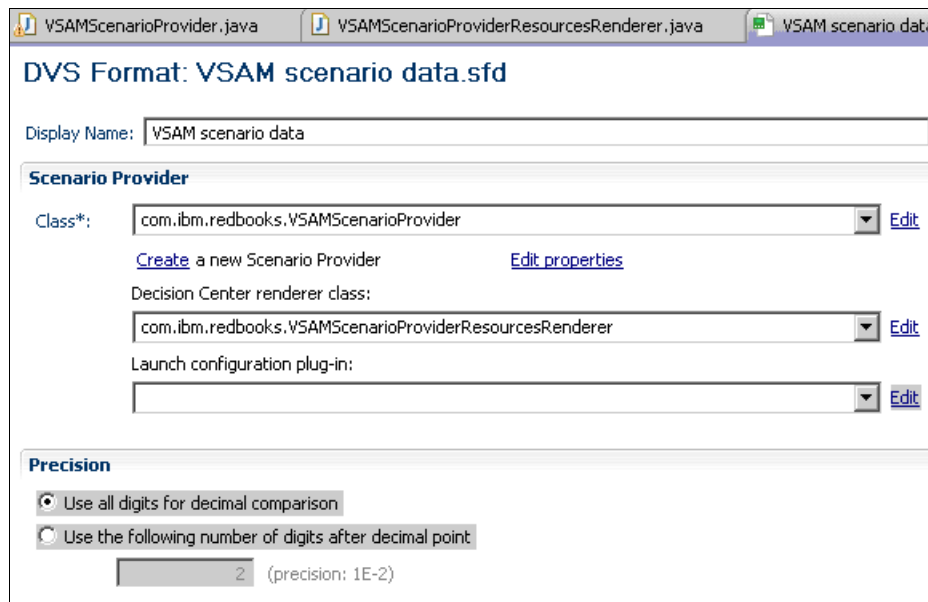 VSAMScenarioProvider.java VSAMScenarioProviderResourcesRenderer.java VSAM scenario data
DVS Format: VSAM scenario data.sfd
Display Name: VSAM scenario data
Scenario Provider
Class*: com.ibm.redbooks.VSAMScenarioProvider Edit
Create a new Scenario Provider Edit properties
Decision Center renderer class:
com.ibm.redbooks.VSAMScenarioProviderResourcesRenderer Edit
Launch configuration plug-in:
Edit
Precision
Use all digits for decimal comparison
Use the following number of digits after decimal point
2 (precision: 1E-2)